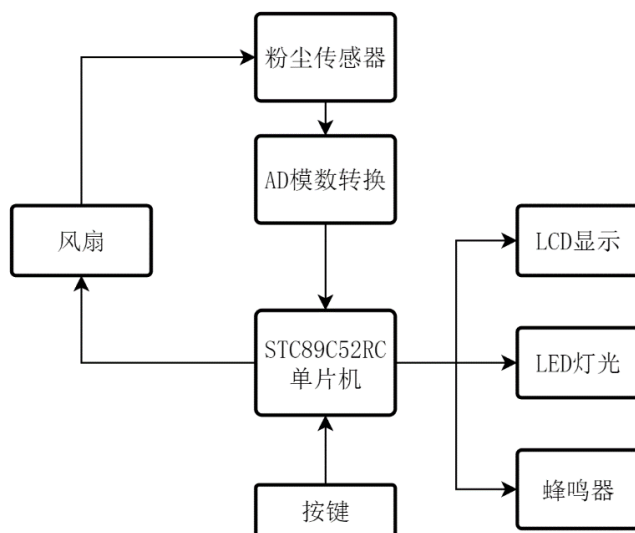 粉尘传感器
AD模数转换
风扇
LCD显示
STC89C52RC
单片机
LED灯光
蜂鸣器
按键